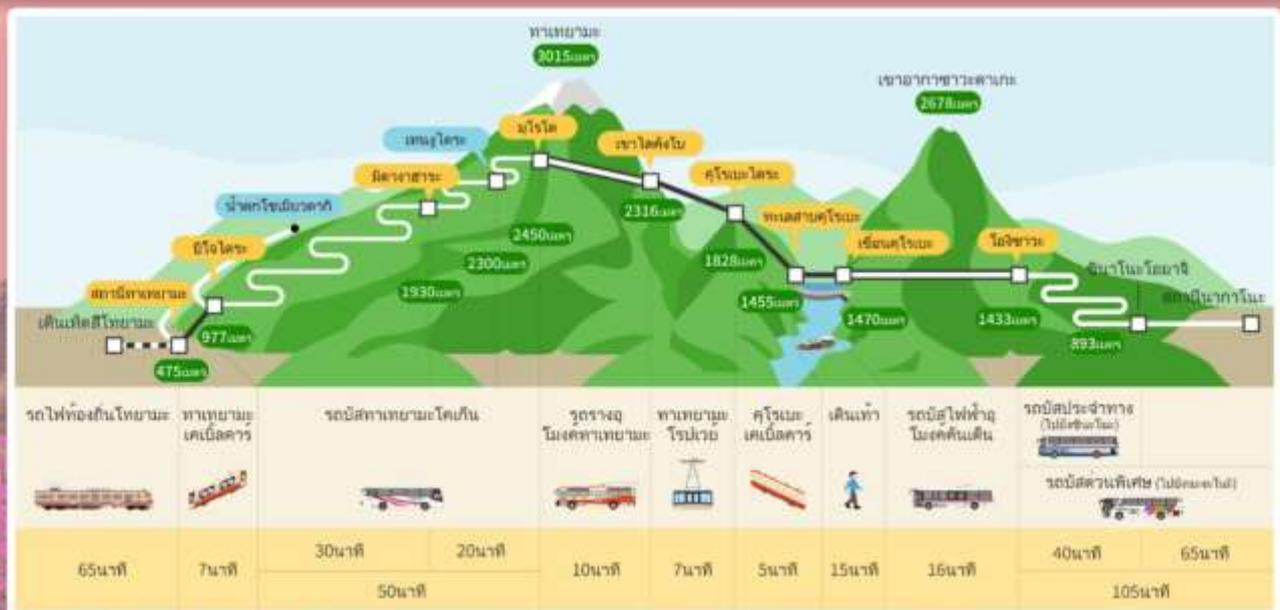 ทาเทยามะ
3015เมตร
เขาอากาซาวะดาเกะ
2678เมตร
มุโรโด
เขาไดคังโบ
มิดางาฮาระ
คุโรเบะไดระ
น้ำตกโชเมียวดากิ
ทะเลสาบคุโรเบะ
2316เมตร
2450เมตร
เขื่อนคุโรเบะ
โอกิซาวะ
บิโจไดระ
2300เมตร
1828เมตร
ชินาโนะโอมาจิ
สถานีทาเทยามะ
1930เมตร
1455เมตร
สถานีนากาโนะ
1470เมตร
1433เมตร
977เมตร
893เมตร
475เมตร
รถไฟท้องถิ่นโทยามะ
ทาเทยามะ
เคเบิ้ลคาร์
รถบัสทาเทยามะโคเก็น
รถรางอุ
โมงค์ทาเทยามะ
ทาเทยามะ
โรปเวย์
คุโรเบะ
เคเบิ้ลคาร์
เดินเท้า
รถบัสไฟฟ้าอุ
โมงค์คันเด็น
รถบัสประจำทาง
รถบัสด่วนพิเศษ
65นาที
7นาที
30นาที
20นาที
50นาที
10นาที
7นาที
5นาที
15นาที
16นาที
40นาที
65นาที
105นาที